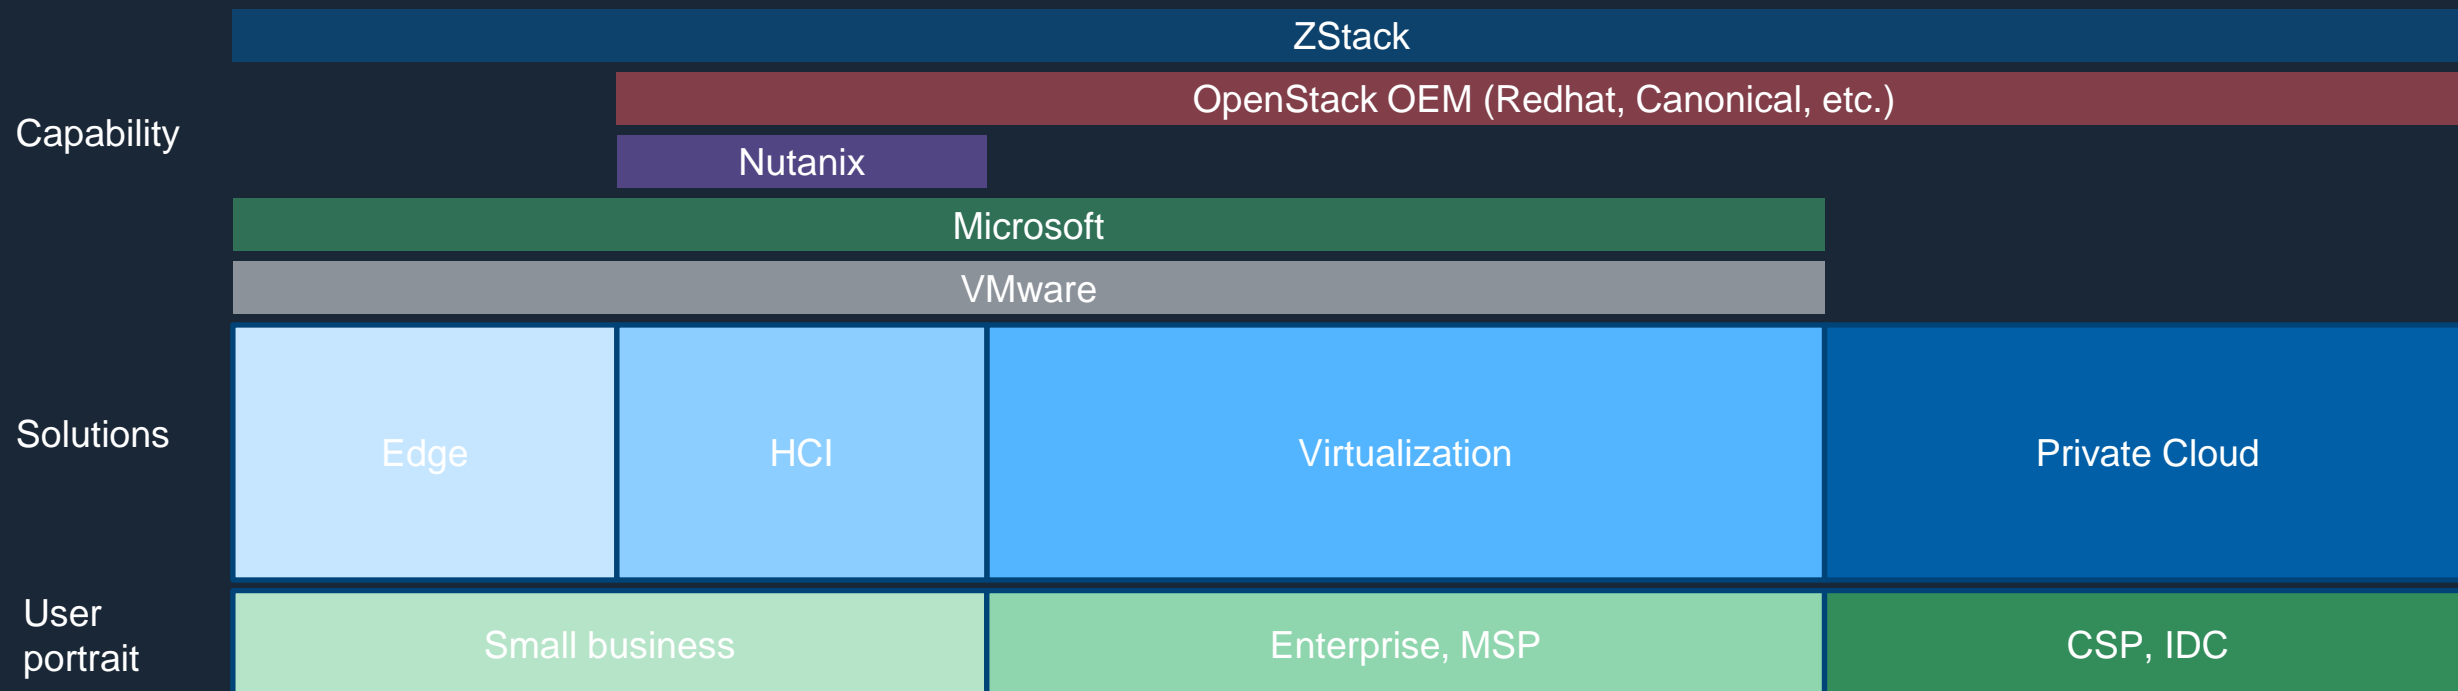 ZStack
OpenStack OEM (Redhat, Canonical, etc.)
Capability
Nutanix
Microsoft
VMware
Solutions
Edge
HCI
Virtualization
Private Cloud
User
portrait
Small business
Enterprise, MSP
CSP, IDC